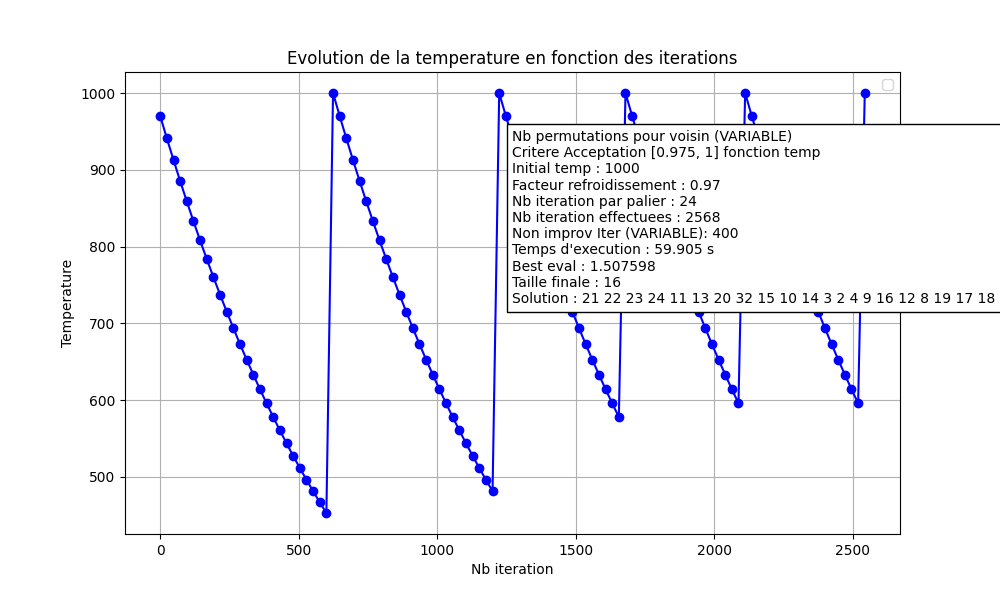 Evolution de la temperature en fonction des iterations
1000
900
800
700
600
500
Temperature
Nb permutations pour voisin (VARIABLE)
Critere Acceptation [0.975, 1] fonction temp
Initial temp : 1000
Facteur refroidissement : 0.97
Nb iteration par palier : 24
Nb iteration effectuees : 2568
Non improv Iter (VARIABLE): 400
Temps d'execution : 59.905 s
Best eval : 1.507598
Taille finale : 16
Solution : 21 22 23 24 11 13 20 32 15 10 14 3 2 4 9 16 12 8 19 17 18
0
500
1000
1500
2000
2500
Nb iteration